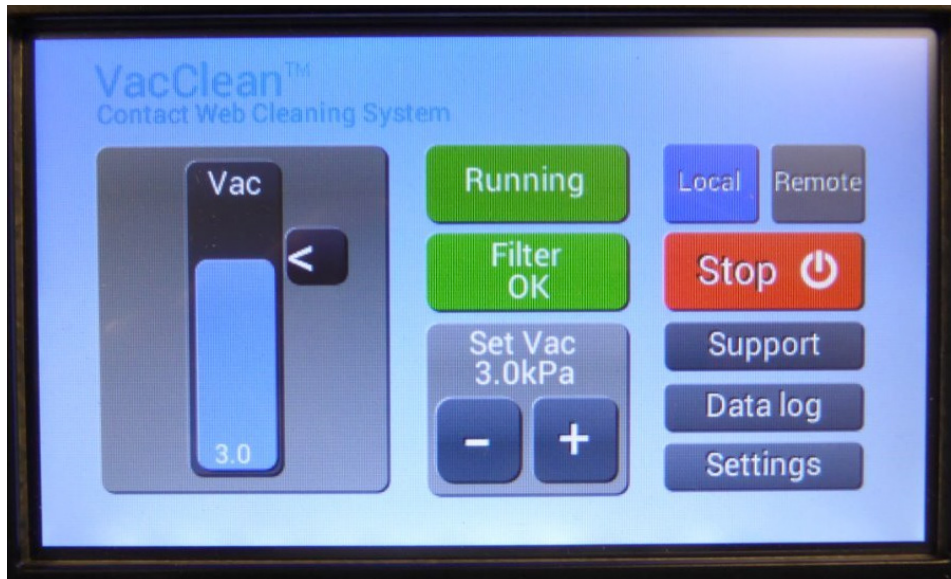 VacClean™
Contact Web Cleaning System
Vac
<
3.0
Running
Filter
OK
Set Vac
3.0kPa
- +
Local Remote
Stop
Support
Data log
Settings